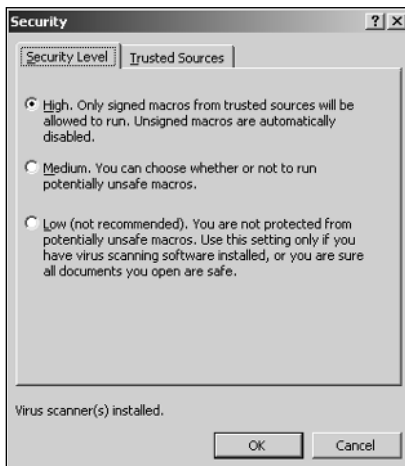 Security
Security Level
Trusted Sources
High. Only signed macros from trusted sources will be
allowed to run. Unsigned macros are automatically
disabled.
Medium. You can choose whether or not to run
potentially unsafe macros.
Low (not recommended). You are not protected from
potentially unsafe macros. Use this setting only if you
have virus scanning software installed, or you are sure
all documents you open are safe.
Virus scanner(s) installed.
OK
Cancel